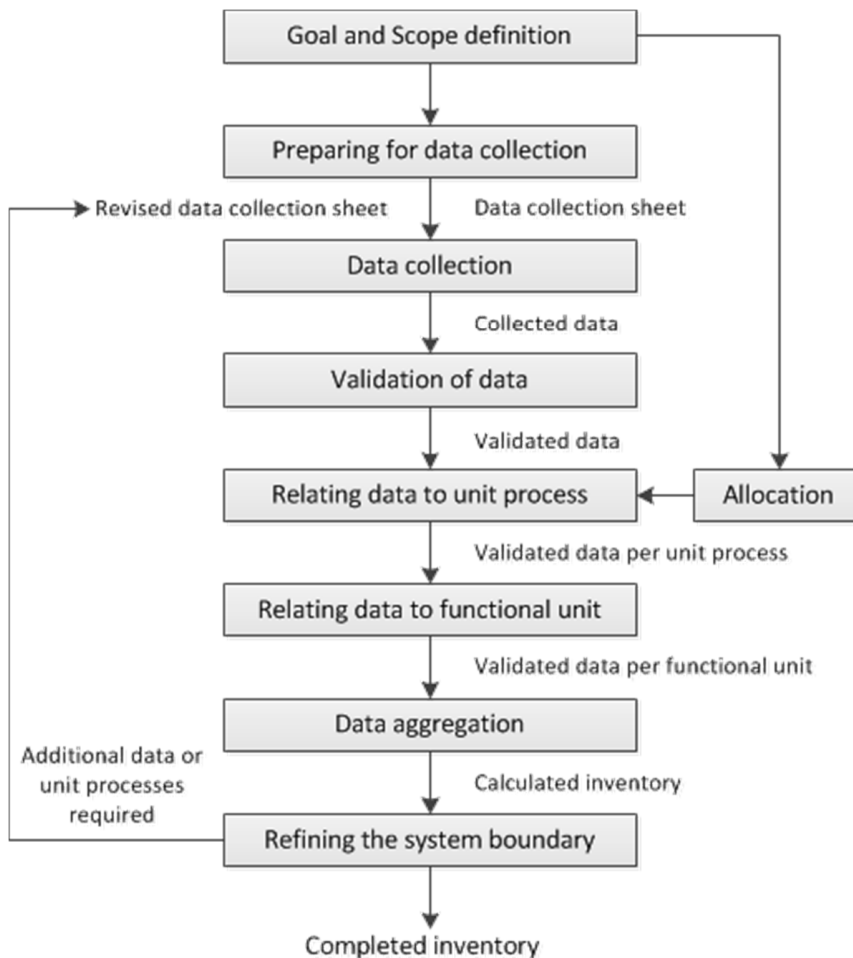 Goal and Scope definition
Preparing for data collection
Revised data collection sheet
Data collection sheet
Data collection
Collected data
Validation of data
Validated data
Relating data to unit process
Allocation
Validated data per unit process
Relating data to functional unit
Validated data per functional unit
Data aggregation
Additional data or
unit processes
required
Calculated inventory
Refining the system boundary
Completed inventory